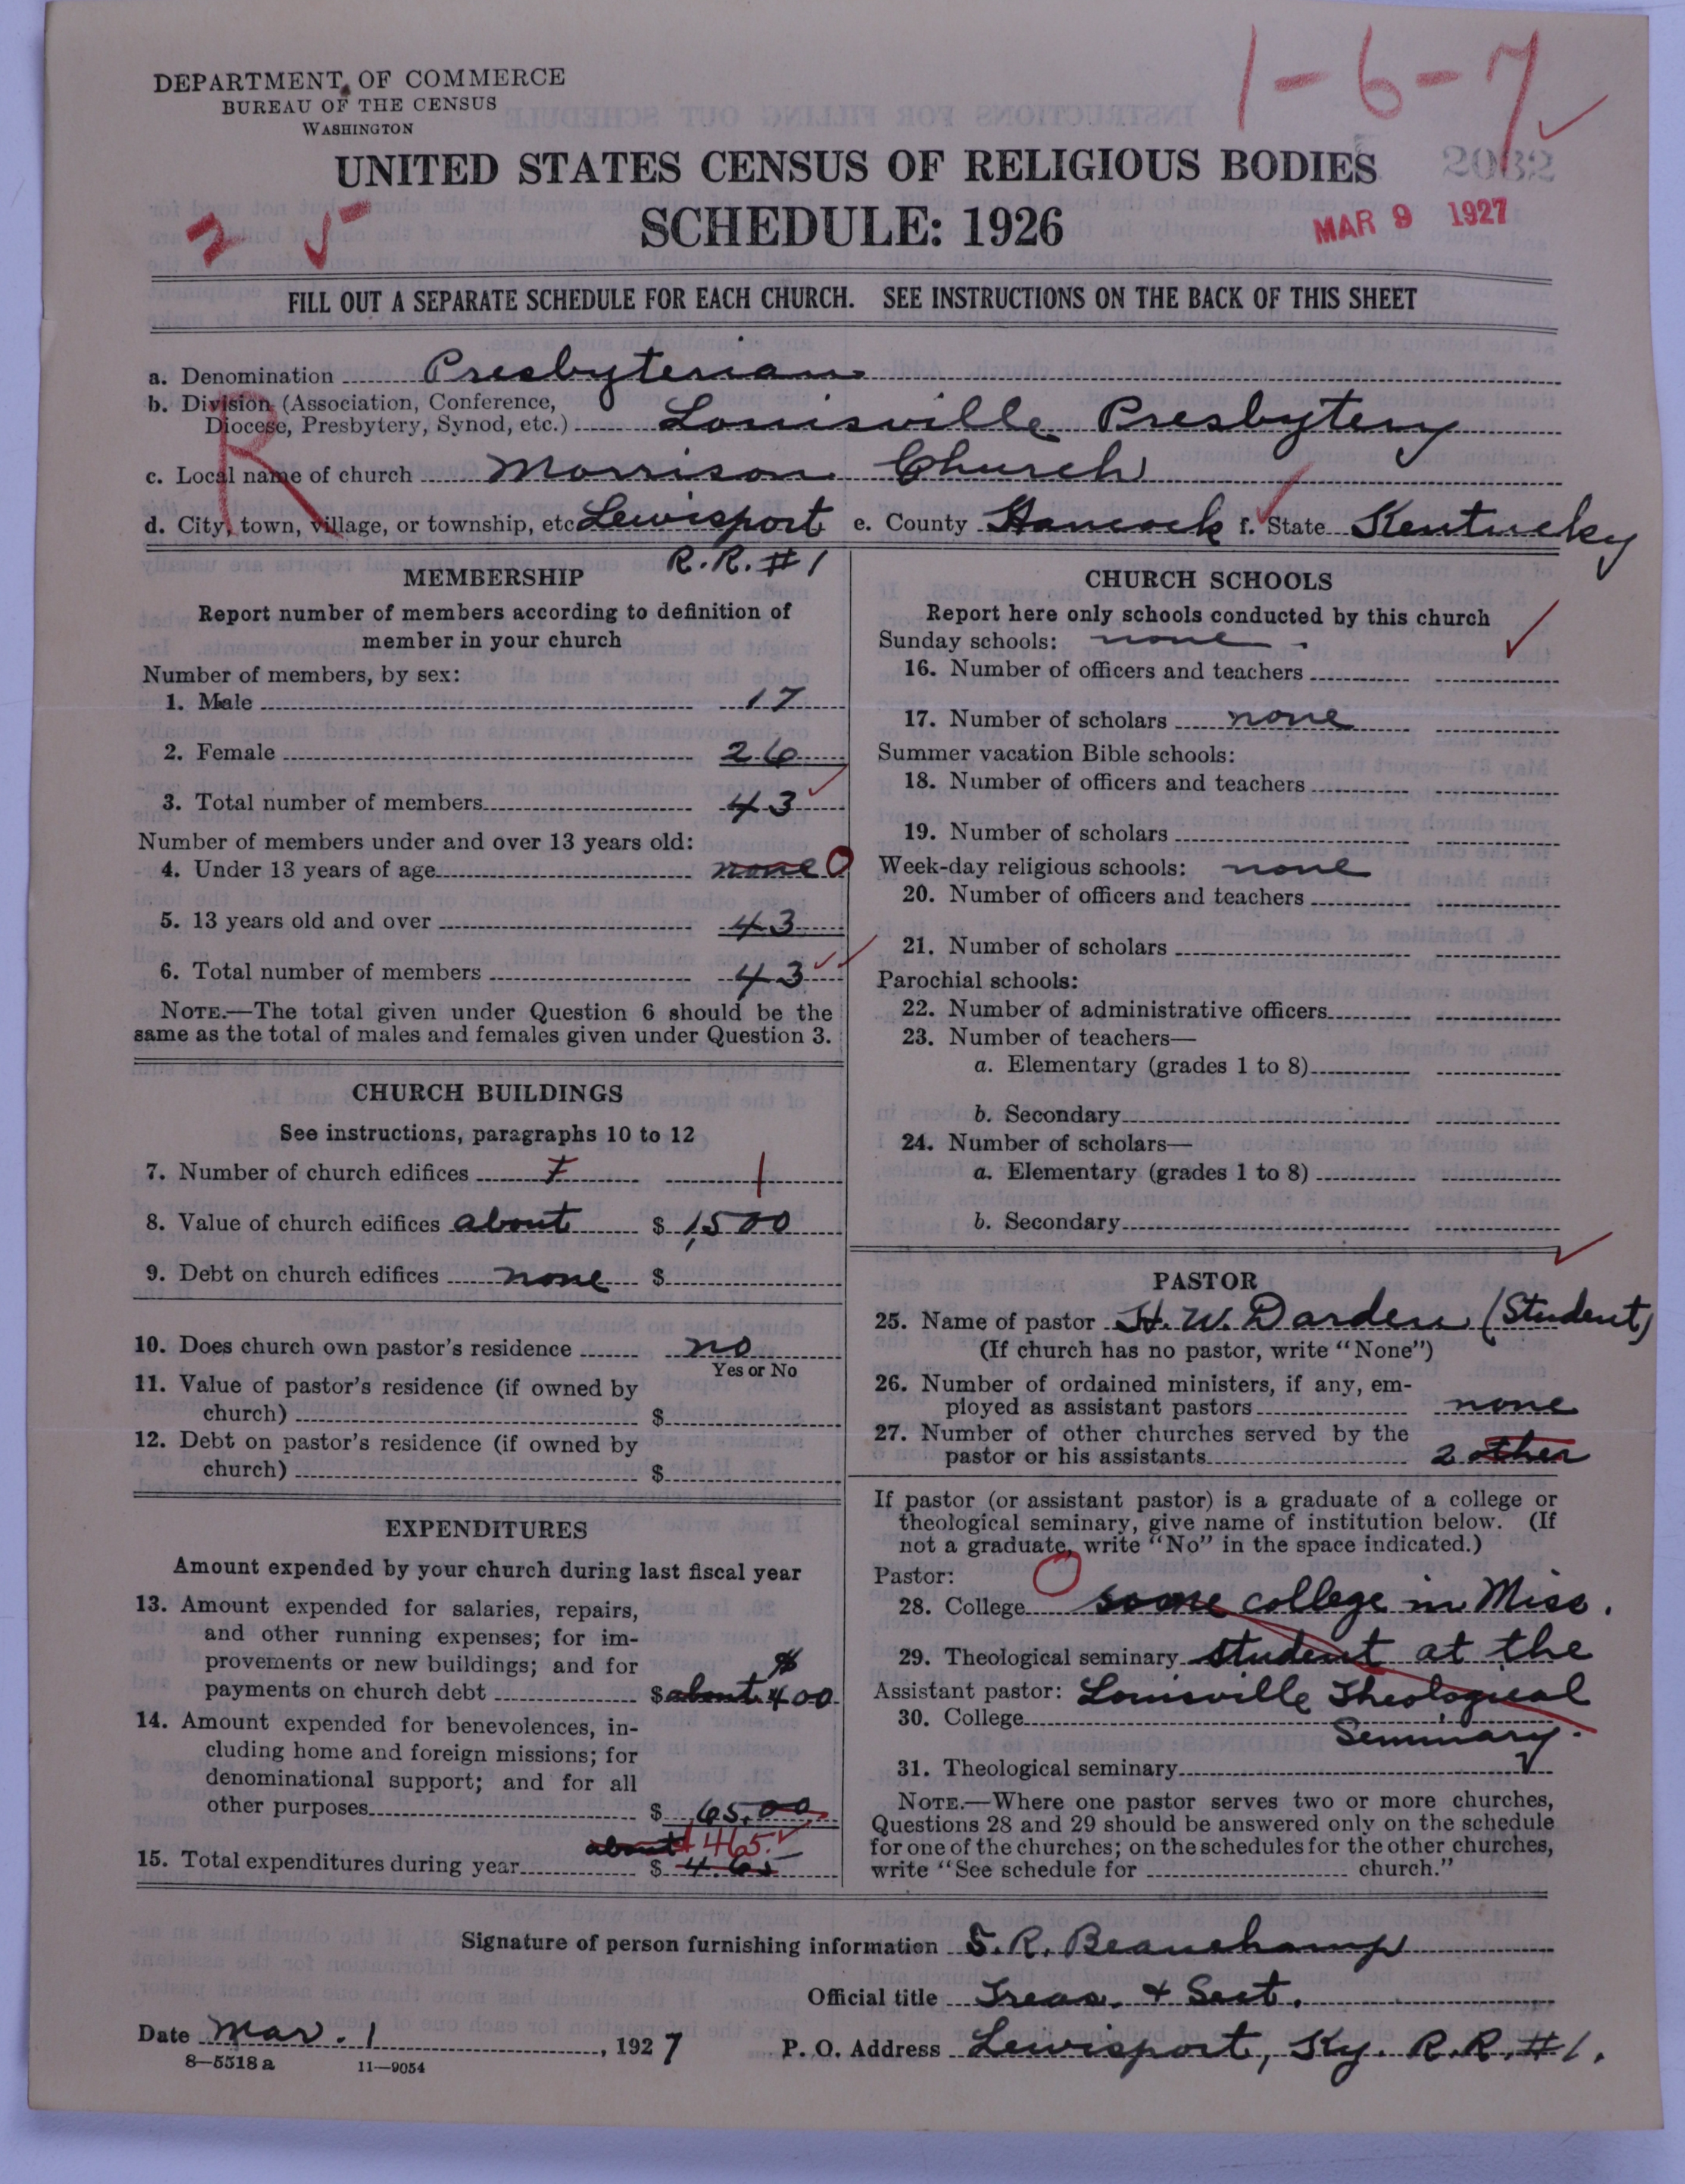 1-6-7
DEPARTMENT OF COMMERCE
BUREAU OF THE CENSUS
WASHINGTON
UNITED STATES CENSUS OF RELIGIOUS BODIES
SCHEDULE: 1926
MAR 9 1927
FILL OUT A SEPARATE SCHEDULE FOR EACH CHURCH. SEE INSTRUCTIONS ON THE BACK OF THIS SHEET
a. Denomination Presbyterian
b. Division (Association, Conference,
Diocese, Presbytery, Synod, etc.) Louisville Presbytery
R
c. Local name of church Morrison Church
d. City, town, village, or township, etc Lewisport e. County Hancock f. State Kentucky
R.R. #1
MEMBERSHIP
Report number of members according to definition of
member in your church
Number of members, by sex:
1. Male 17
2. Female 26
3. Total number of members 43
Number of members under and over 13 years old:
4. Under 13 years of age none 0
5. 13 years old and over 43
6. Total number of members 43
NOTE.—The total given under Question 6 should be the
same as the total of males and females given under Question 3.
CHURCH BUILDINGS
See instructions, paragraphs 10 to 12
7. Number of church edifices 1
8. Value of church edifices about $ 1,500
9. Debt on church edifices none $
10. Does church own pastor's residence no
Yes or No
11. Value of pastor's residence (if owned by
church) $
12. Debt on pastor's residence (if owned by
church) $
EXPENDITURES
Amount expended by your church during last fiscal year
13. Amount expended for salaries, repairs,
and other running expenses; for im-
provements or new buildings; and for
payments on church debt $ about $400
14. Amount expended for benevolences, in-
cluding home and foreign missions; for
denominational support; and for all
other purposes $ 65.00
about 465
15. Total expenditures during year $ 465
CHURCH SCHOOLS
Report here only schools conducted by this church
Sunday schools: none
16. Number of officers and teachers
17. Number of scholars none
Summer vacation Bible schools:
18. Number of officers and teachers
19. Number of scholars
Week-day religious schools: none
20. Number of officers and teachers
21. Number of scholars
Parochial schools:
22. Number of administrative officers
23. Number of teachers—
a. Elementary (grades 1 to 8)
b. Secondary
24. Number of scholars—
a. Elementary (grades 1 to 8)
b. Secondary
PASTOR
25. Name of pastor H. W. Darden (Student)
(If church has no pastor, write "None")
26. Number of ordained ministers, if any, em-
ployed as assistant pastors none
27. Number of other churches served by the
pastor or his assistants 2 other
If pastor (or assistant pastor) is a graduate of a college or
theological seminary, give name of institution below. (If
not a graduate, write "No" in the space indicated.)
Pastor: 0
28. College some college in Miss.
29. Theological seminary student at the
Assistant pastor: Louisville Theological
30. College
Seminary.
31. Theological seminary
NOTE.—Where one pastor serves two or more churches,
Questions 28 and 29 should be answered only on the schedule
for one of the churches; on the schedules for the other churches,
write "See schedule for church."
Signature of person furnishing information S. R. Beauchamp
Official title Treas. + Sect.
Date Mar. 1, 1927 P. O. Address Lewisport, Ky. R.R. #1.
8—5518a 11—9054